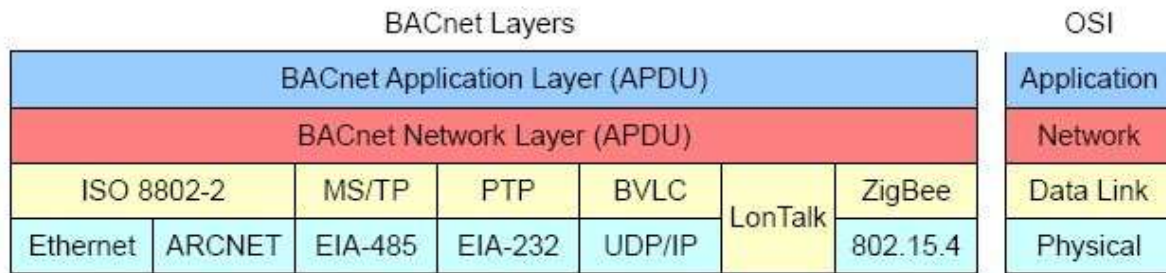 BACnet Layers OSI
BACnet Application Layer (APDU) Application
BACnet Network Layer (APDU) Network
ISO 8802-2 MS/TP PTP BVLC LonTalk ZigBee Data Link
Ethernet ARCNET EIA-485 EIA-232 UDP/IP 802.15.4 Physical